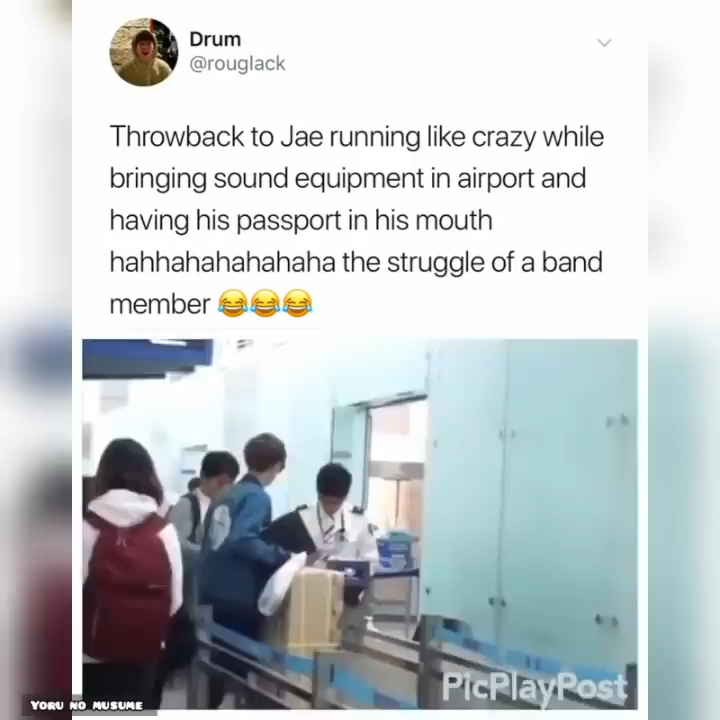 Drum
@rouglack
Throwback to Jae running like crazy while
bringing sound equipment in airport and
having his passport in his mouth
hahhahahahahaha the struggle of a band
member 😂😂😂
PicPlayPost
YORU NO MUSUME